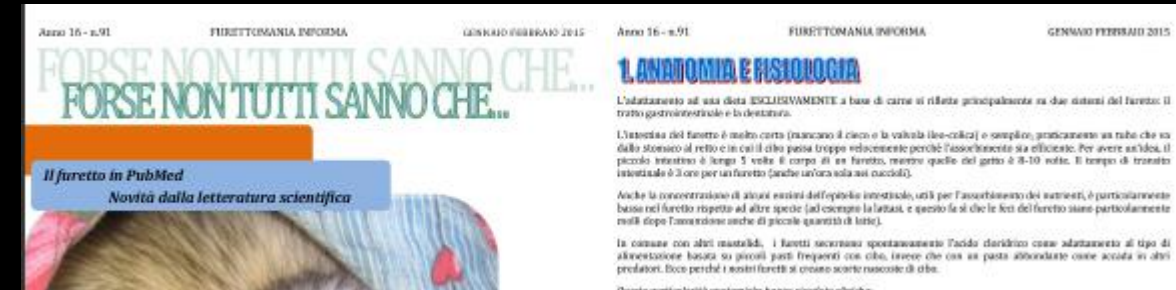 Anno 16 - n.91 FURETTOMANIA INFORMA GENNAIO FEBBRAIO 2015
FORSE NON TUTTI SANNO CHE...
FORSE NON TUTTI SANNO CHE...
Il furetto in PubMed
Novità dalla letteratura scientifica
Anno 16 - n.91 FURETTOMANIA INFORMA GENNAIO FEBBRAIO 2015
1. ANATOMIA E FISIOLOGIA
L'adattamento ad una dieta ESCLUSIVAMENTE a base di carne si riflette principalmente su due sistemi del furetto: il
tratto gastrointestinale e la dentatura.
L'intestino del furetto è molto corto (mancano il cieco e la valvola ileo-colica) e semplice, praticamente un tubo che va
dallo stomaco al retto e in cui il cibo passa troppo velocemente perché l'assorbimento sia efficiente. Per avere un'idea, il
piccolo intestino è lungo 5 volte il corpo di un furetto, mentre quello del gatto è 8-10 volte. Il tempo di transito
intestinale è 3 ore per un furetto (anche un'ora sola nei cuccioli).
Anche la concentrazione di alcuni enzimi dell'epitelio intestinale, utili per l'assorbimento dei nutrienti, è particolarmente
bassa nel furetto rispetto ad altre specie (ad esempio la lattasi, e questo fa sì che le feci del furetto siano particolarmente
molli dopo l'assunzione anche di piccole quantità di latte).
In comune con altri mustelidi, i furetti secernono spontaneamente l'acido cloridrico come adattamento al tipo di
alimentazione basata su piccoli pasti frequenti con cibo, invece che con un pasto abbondante come accada in altri
predatori. Ecco perché i nostri furetti si creano scorte nascoste di cibo.